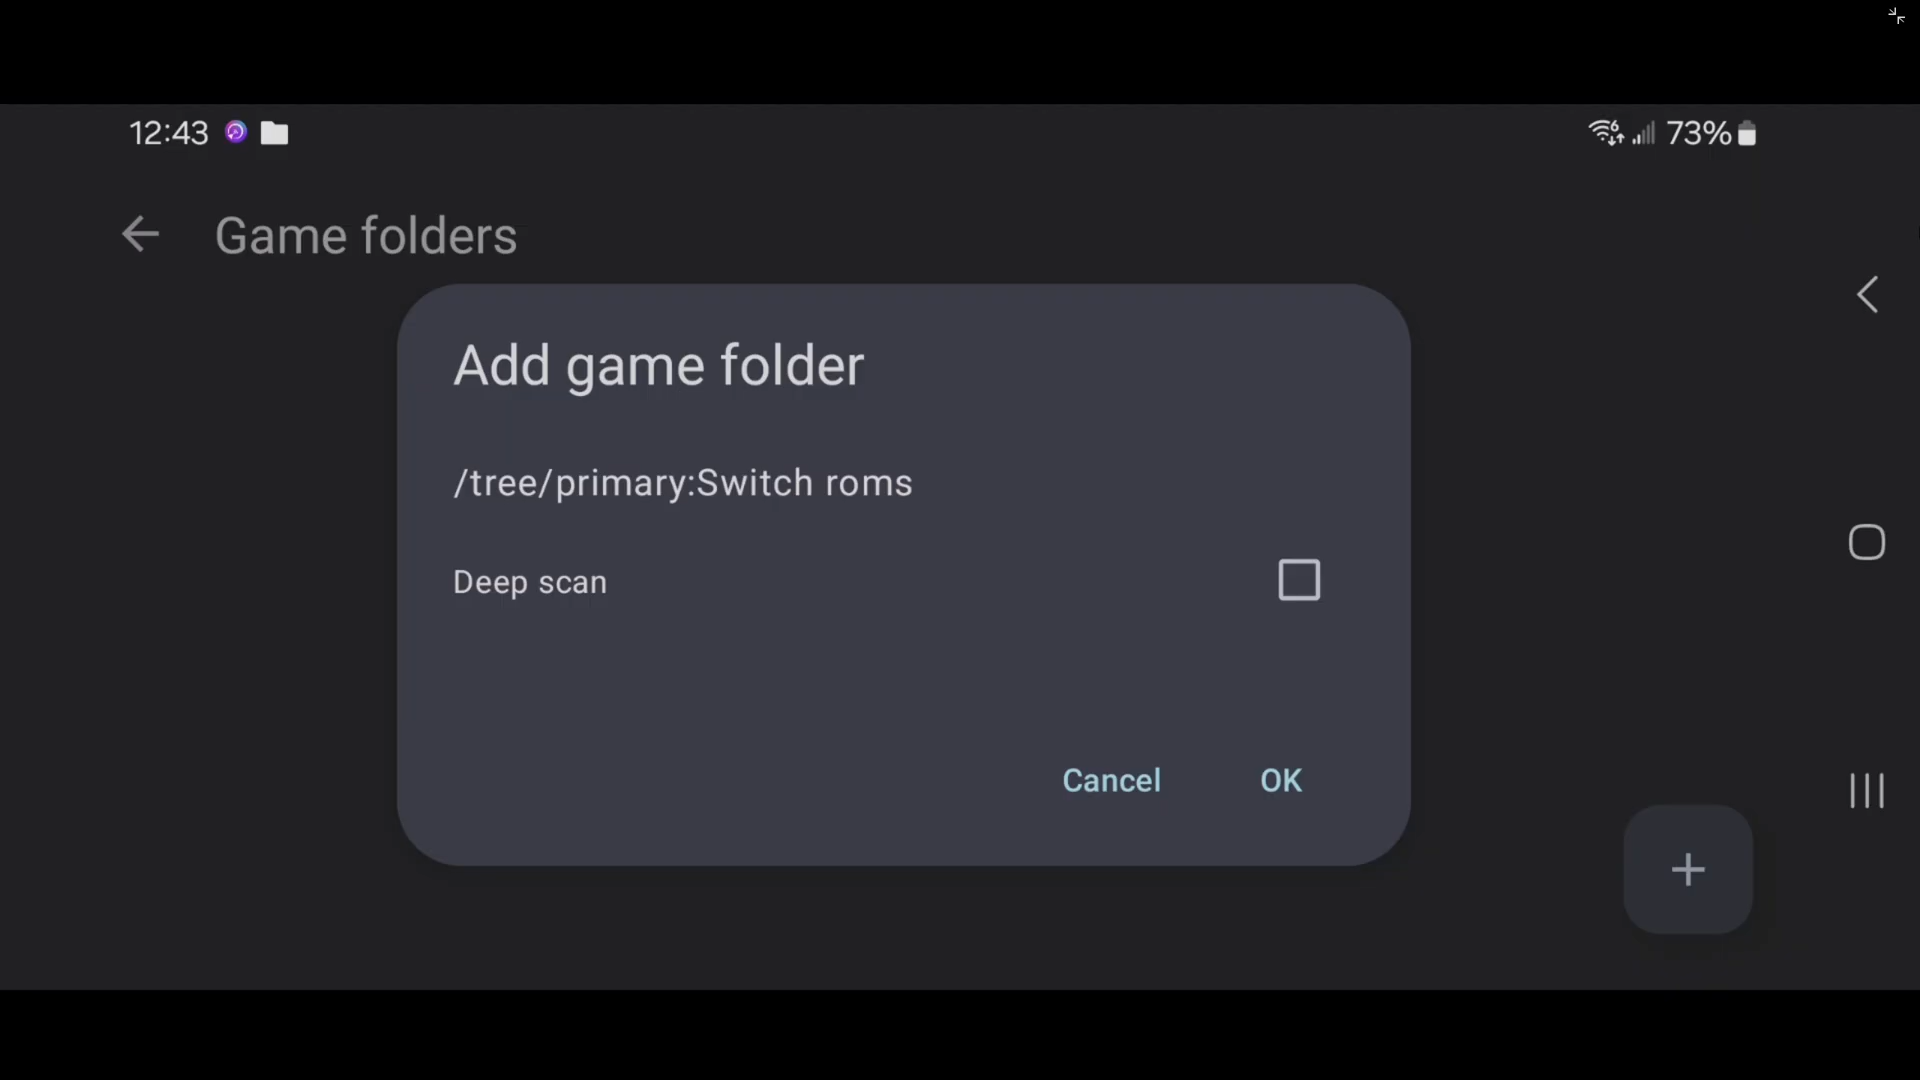 12:43
73%
Game folders
Add game folder
/tree/primary:Switch roms
Deep scan
Cancel
OK